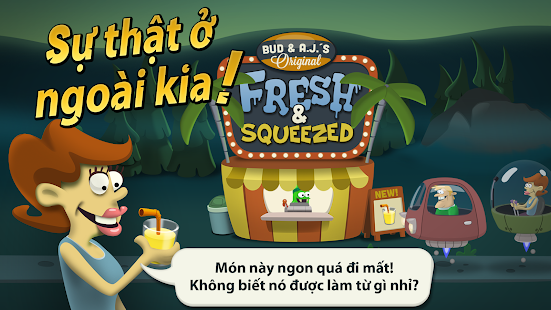 Sự thật ở
ngoài kia!
BUD & A.J.'S
Original
FRESH
&
SQUEEZED
NEW!
Món này ngon quá đi mất!
Không biết nó được làm từ gì nhỉ?